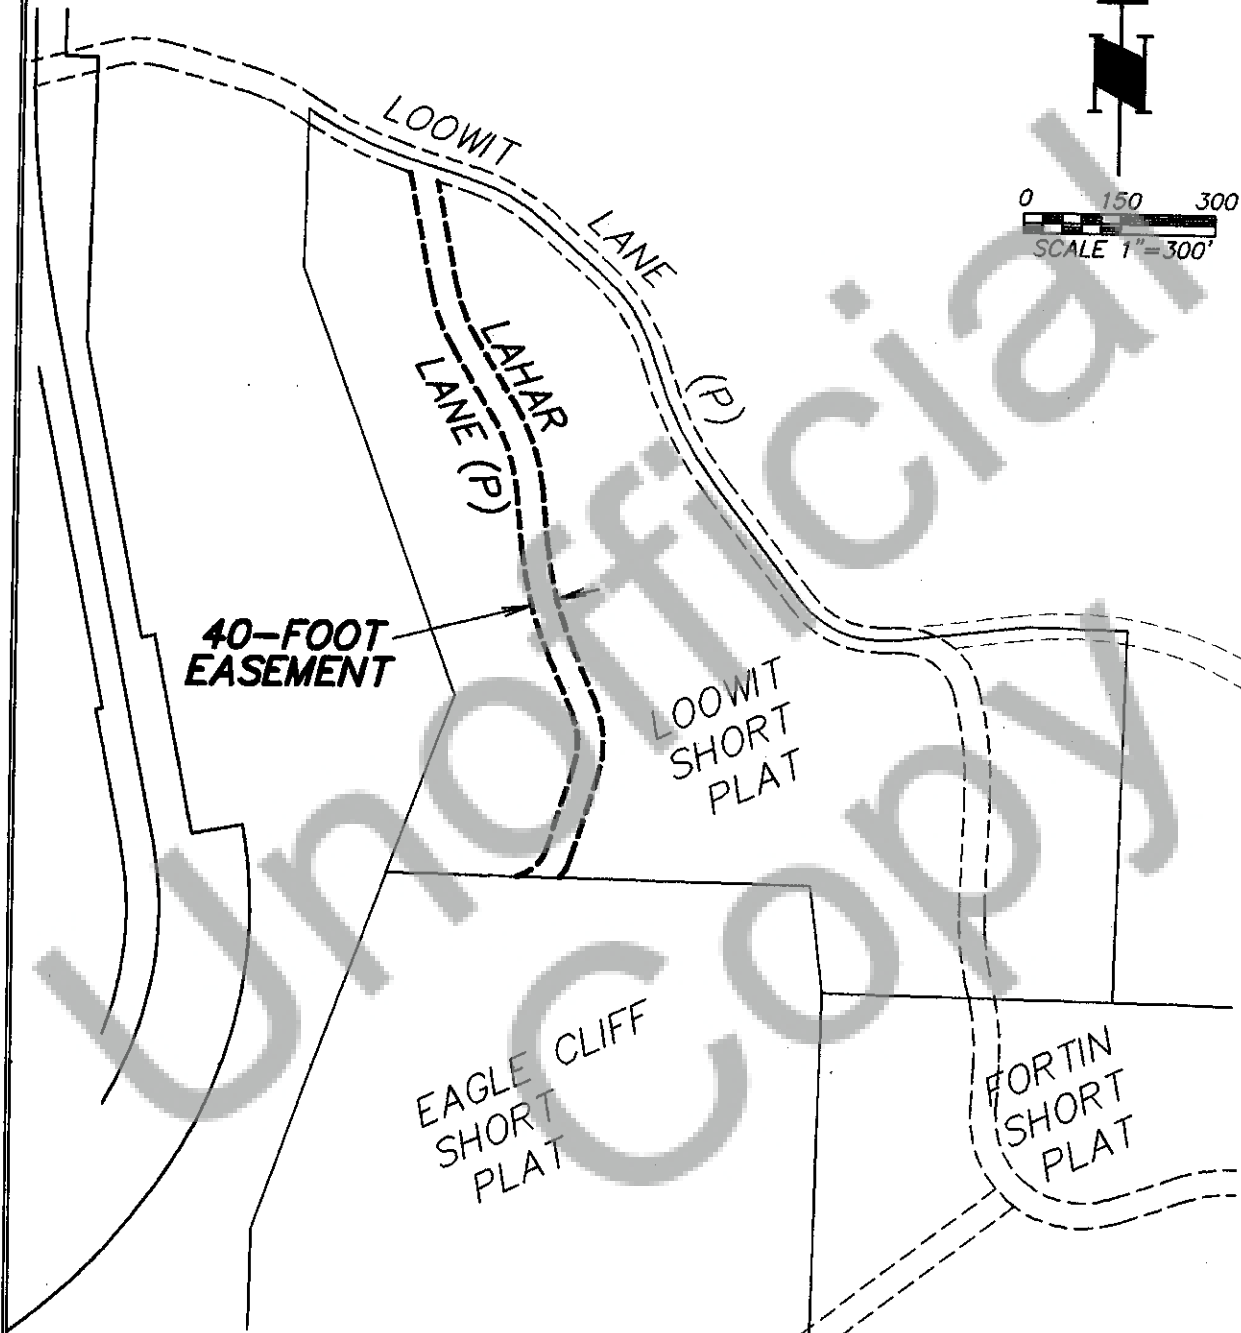 LOOWIT
LANE
(P)
0 150 300
SCALE 1"=300'
LAHAR
LANE (P)
40-FOOT
EASEMENT
LOOWIT
SHORT
PLAT
EAGLE CLIFF
SHORT
PLAT
FORTIN
SHORT
PLAT
N
Unofficial
Copy